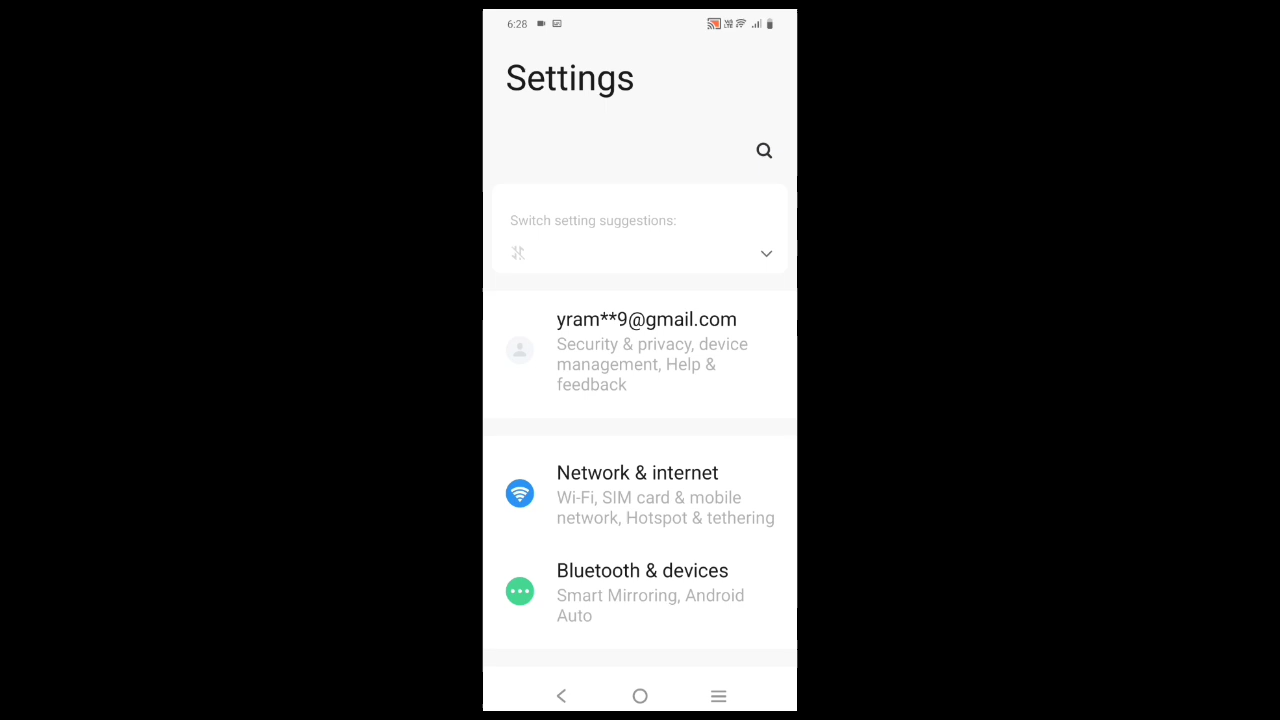 6:28
Settings
Switch setting suggestions:
yram**9@gmail.com
Security & privacy, device
management, Help &
feedback
Network & internet
Wi-Fi, SIM card & mobile
network, Hotspot & tethering
Bluetooth & devices
Smart Mirroring, Android
Auto